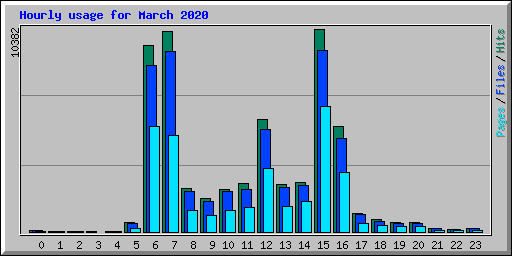 Hourly usage for March 2020
10382
Pages / Files / Hits
0 1 2 3 4 5 6 7 8 9 10 11 12 13 14 15 16 17 18 19 20 21 22 23